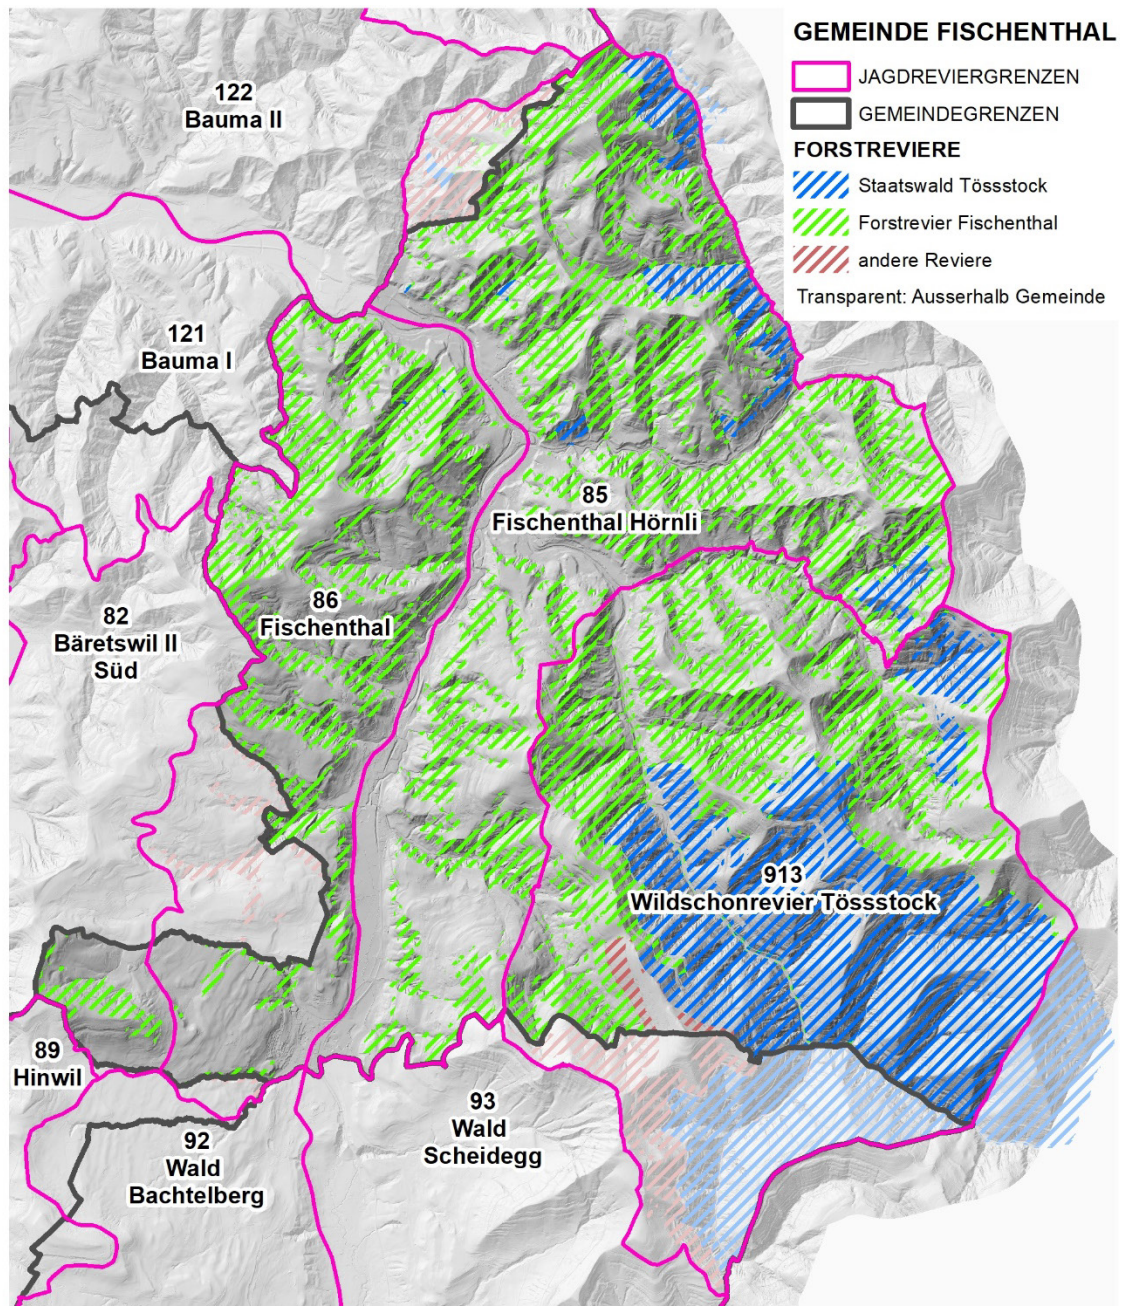 GEMEINDE FISCHENTHAL
JAGDREVIERGRENZEN
GEMEINDEGRENZEN
FORSTREVIERE
Staatswald Tössstock
Forstrevier Fischenthal
andere Reviere
Transparent: Ausserhalb Gemeinde
122
Bauma II
121
Bauma I
85
Fischenthal Hörnli
86
Fischenthal
82
Bäretswil II
Süd
913
Wildschonrevier Tössstock
89
Hinwil
93
Wald
Scheidegg
92
Wald
Bachtelberg